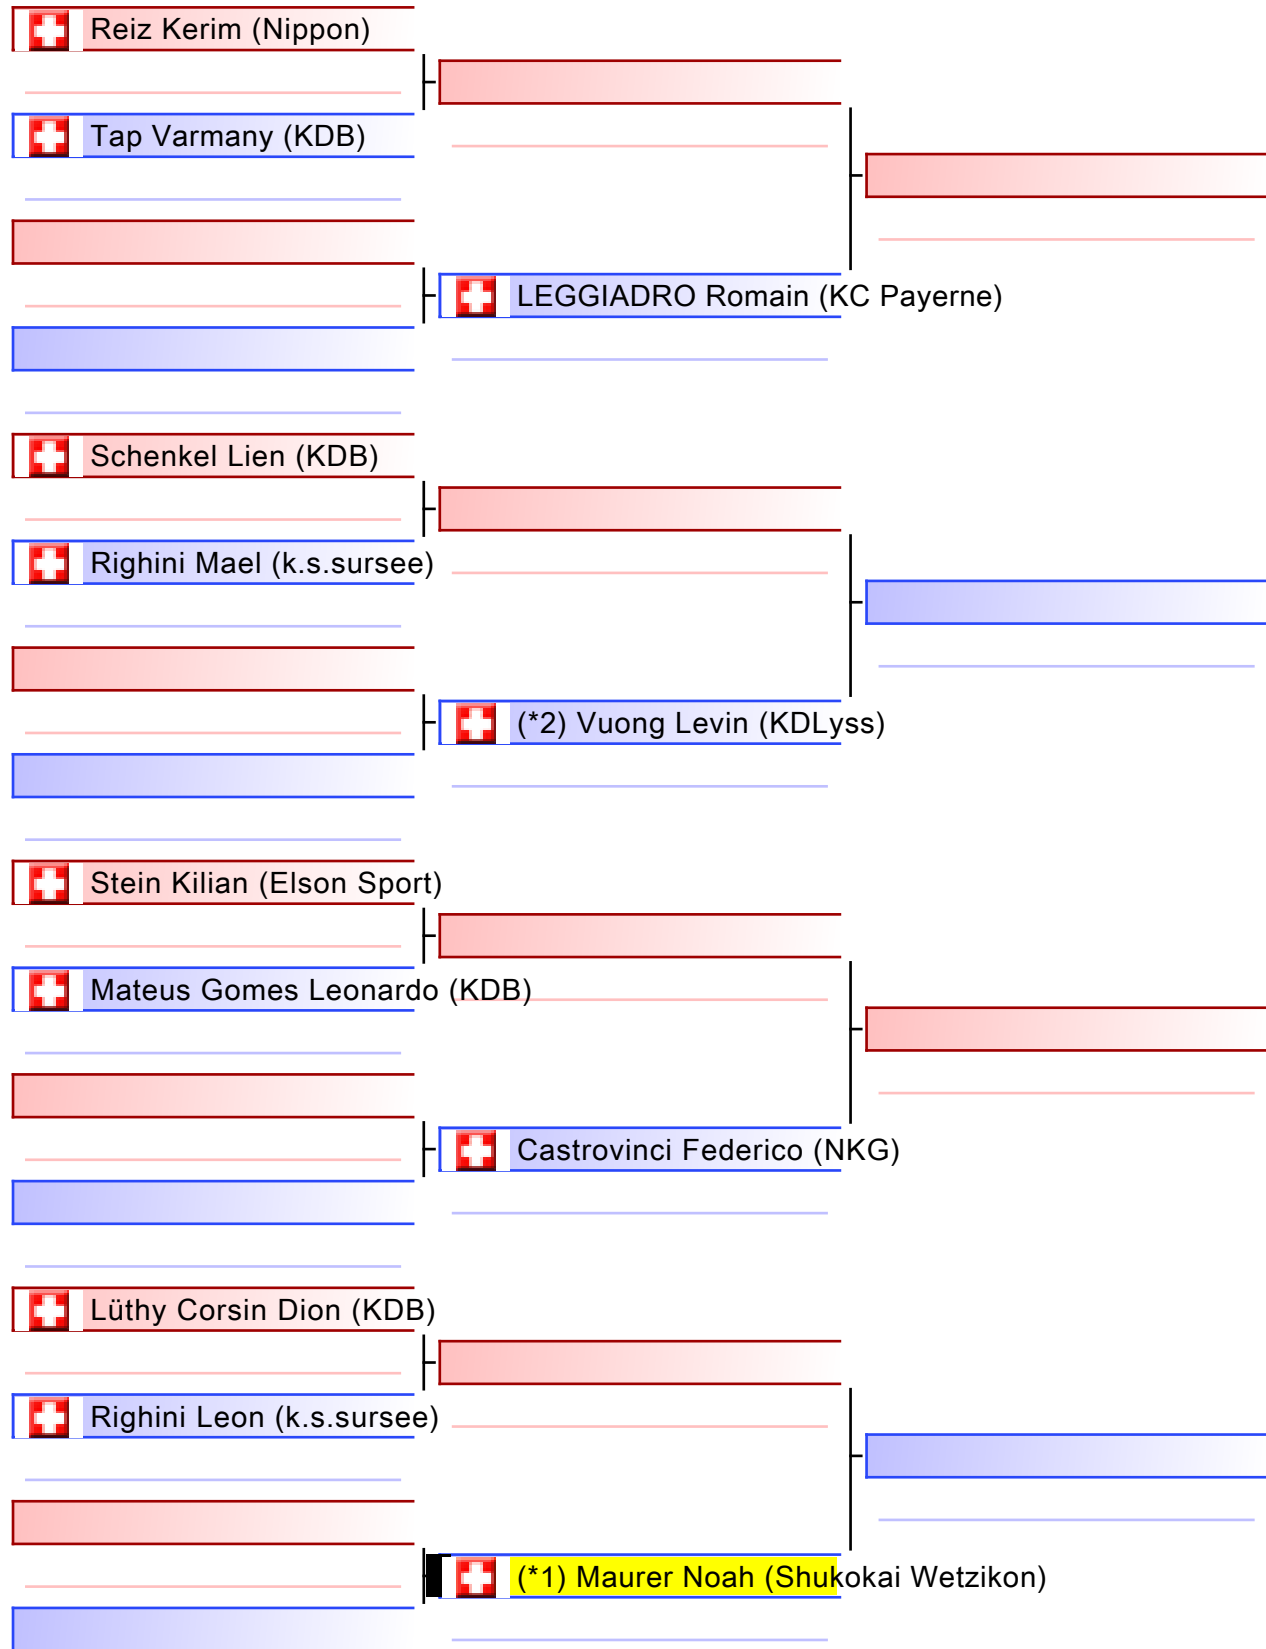 Reiz Kerim (Nippon)
Tap Varmany (KDB)
LEGGIADRO Romain (KC Payerne)
Schenkel Lien (KDB)
Righini Mael (k.s.sursee)
(*2) Vuong Levin (KDLyss)
Stein Kilian (Elson Sport)
Mateus Gomes Leonardo (KDB)
Castrovinci Federico (NKG)
Lüthy Corsin Dion (KDB)
Righini Leon (k.s.sursee)
(*1) Maurer Noah (Shukokai Wetzikon)